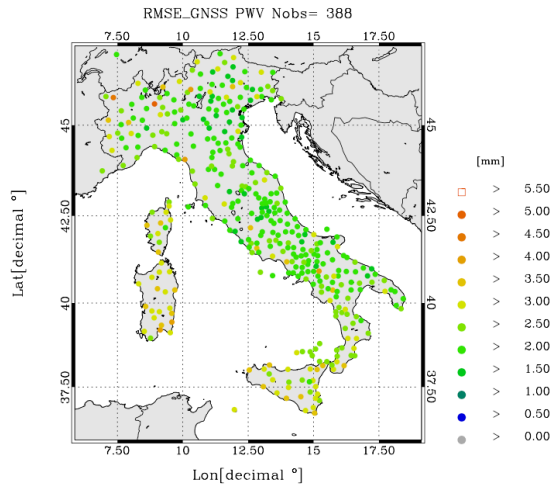 RMSE_GNSS PWV Nobs= 388
7.50 10 12.50 15 17.50
45 45
42.50 42.50
40 40
37.50 37.50
7.50 10 12.50 15 17.50
Lat[decimal °]
Lon[decimal °]
[mm]
> 5.50
> 5.00
> 4.50
> 4.00
> 3.50
> 3.00
> 2.50
> 2.00
> 1.50
> 1.00
> 0.50
> 0.00